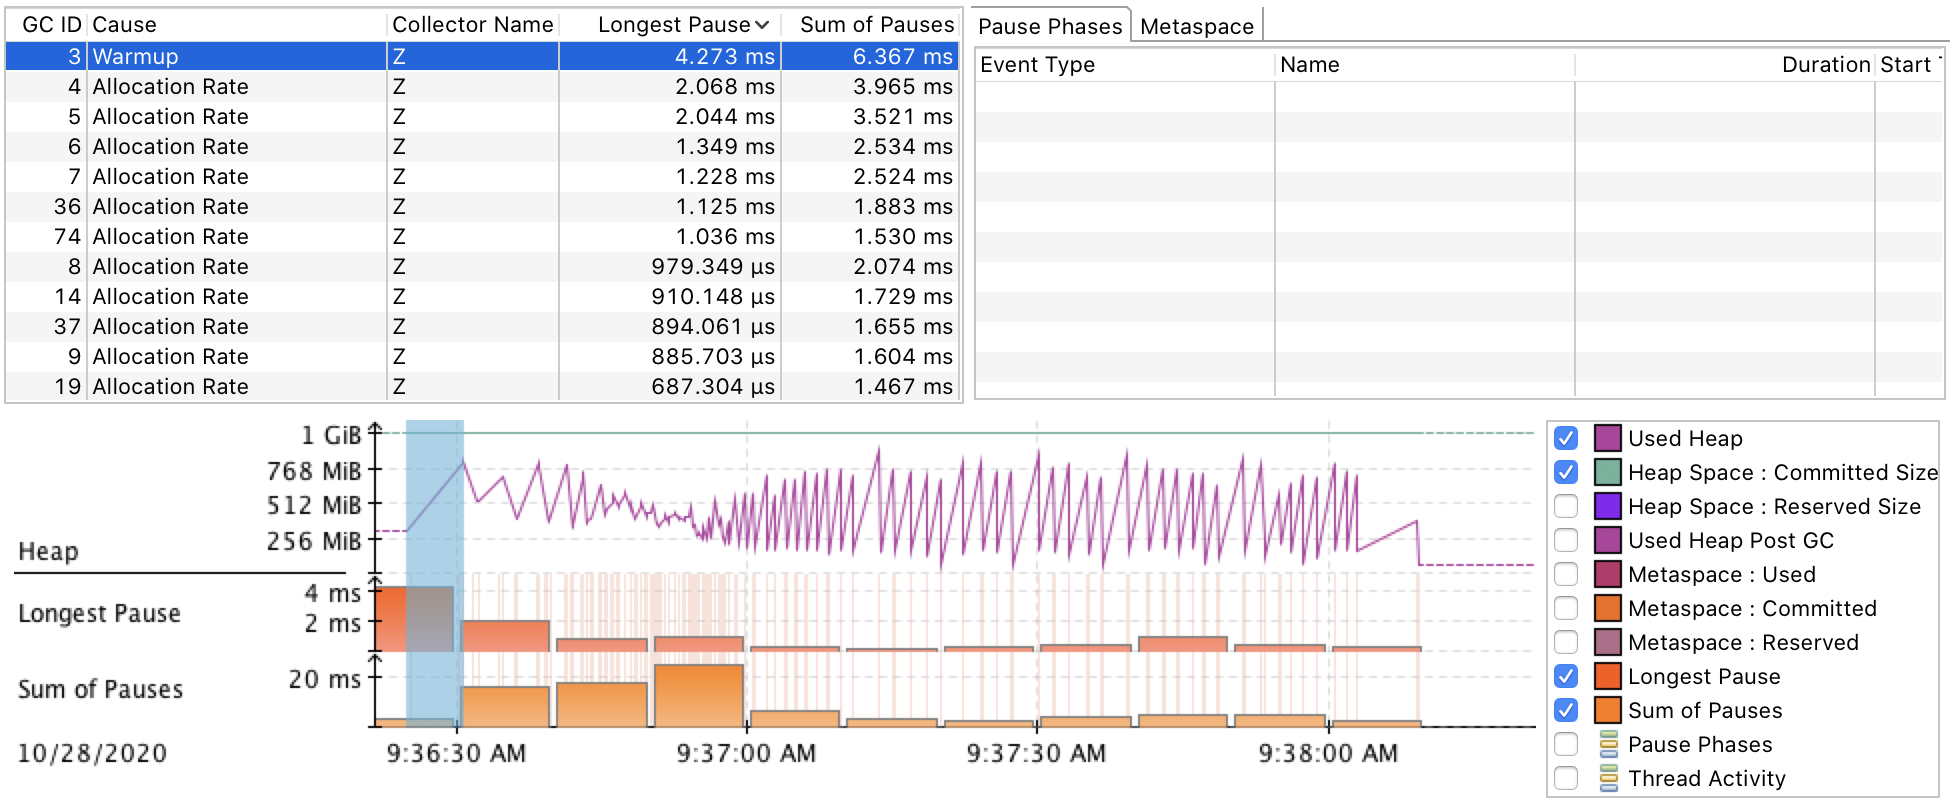 GC ID Cause Collector Name Longest Pause Sum of Pauses
3 Warmup Z 4.273 ms 6.367 ms
4 Allocation Rate Z 2.068 ms 3.965 ms
5 Allocation Rate Z 2.044 ms 3.521 ms
6 Allocation Rate Z 1.349 ms 2.534 ms
7 Allocation Rate Z 1.228 ms 2.524 ms
36 Allocation Rate Z 1.125 ms 1.883 ms
74 Allocation Rate Z 1.036 ms 1.530 ms
8 Allocation Rate Z 979.349 µs 2.074 ms
14 Allocation Rate Z 910.148 µs 1.729 ms
37 Allocation Rate Z 894.061 µs 1.655 ms
9 Allocation Rate Z 885.703 µs 1.604 ms
19 Allocation Rate Z 687.304 µs 1.467 ms
Pause Phases Metaspace
Event Type Name Duration Start
1 GiB
768 MiB
512 MiB
256 MiB
Heap
4 ms
Longest Pause
2 ms
20 ms
Sum of Pauses
10/28/2020 9:36:30 AM 9:37:00 AM 9:37:30 AM 9:38:00 AM
Used Heap
Heap Space : Committed Size
Heap Space : Reserved Size
Used Heap Post GC
Metaspace : Used
Metaspace : Committed
Metaspace : Reserved
Longest Pause
Sum of Pauses
Pause Phases
Thread Activity